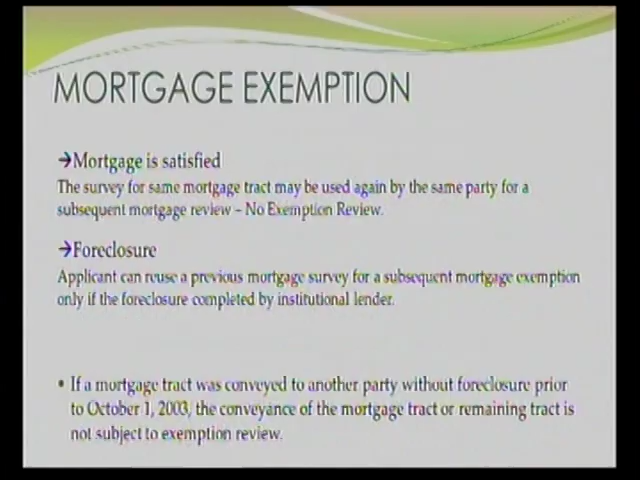 MORTGAGE EXEMPTION
→Mortgage is satisfied
The survey for same mortgage tract may be used again by the same party for a
subsequent mortgage review – No Exemption Review.
→Foreclosure
Applicant can reuse a previous mortgage survey for a subsequent mortgage exemption
only if the foreclosure completed by institutional lender.
• If a mortgage tract was conveyed to another party without foreclosure prior
to October 1, 2003, the conveyance of the mortgage tract or remaining tract is
not subject to exemption review.